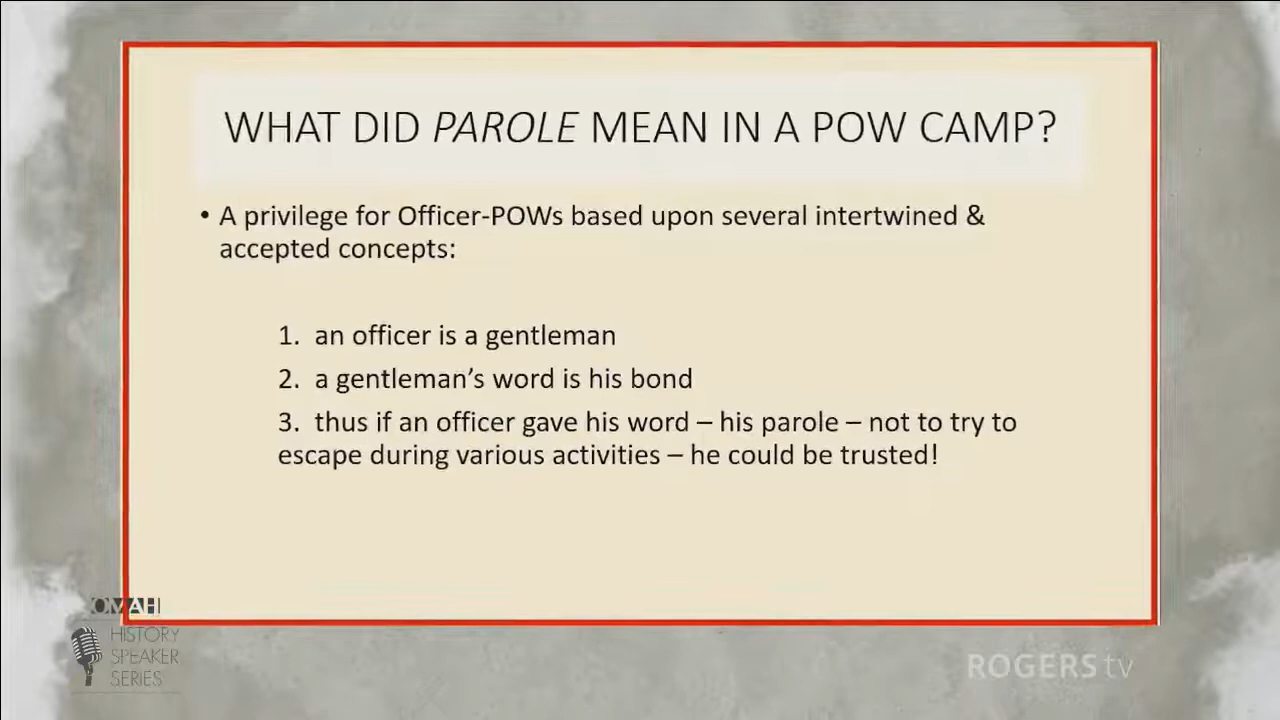 WHAT DID PAROLE MEAN IN A POW CAMP?
• A privilege for Officer-POWs based upon several intertwined &
accepted concepts:
1. an officer is a gentleman
2. a gentleman’s word is his bond
3. thus if an officer gave his word – his parole – not to try to
escape during various activities – he could be trusted!
OMAH
HISTORY
SPEAKER
SERIES
ROGERS tv